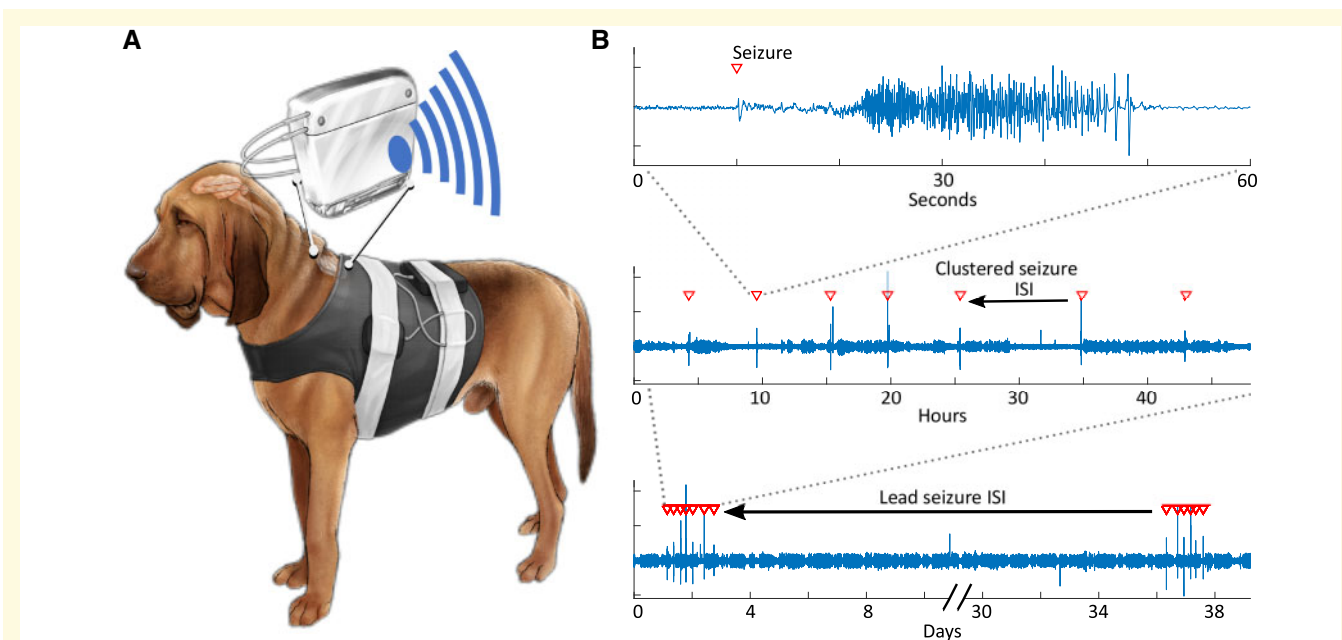 A
B
Seizure
0 30 60
Seconds
Clustered seizure
ISI
0 10 20 30 40
Hours
Lead seizure ISI
0 4 8 30 34 38
Days